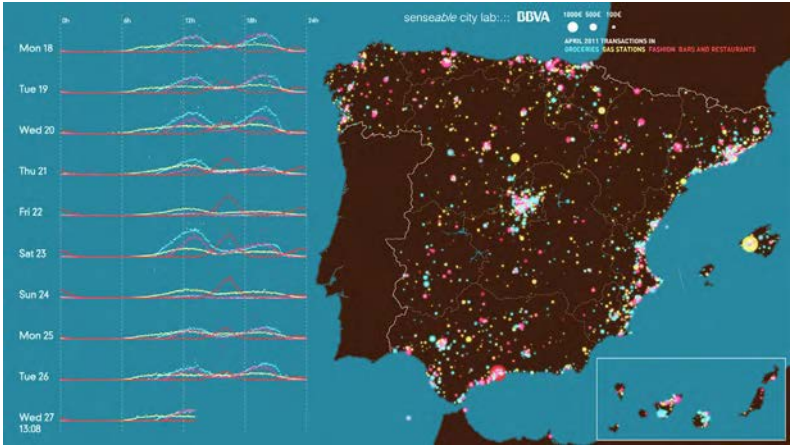 0h 6h 12h 18h 24h
senseable city lab:.:: BBVA
1000€ 500€ 100€
APRIL 2011 TRANSACTIONS IN
GROCERIES GAS STATIONS FASHION BARS AND RESTAURANTS
Mon 18
Tue 19
Wed 20
Thu 21
Fri 22
Sat 23
Sun 24
Mon 25
Tue 26
Wed 27
13:08